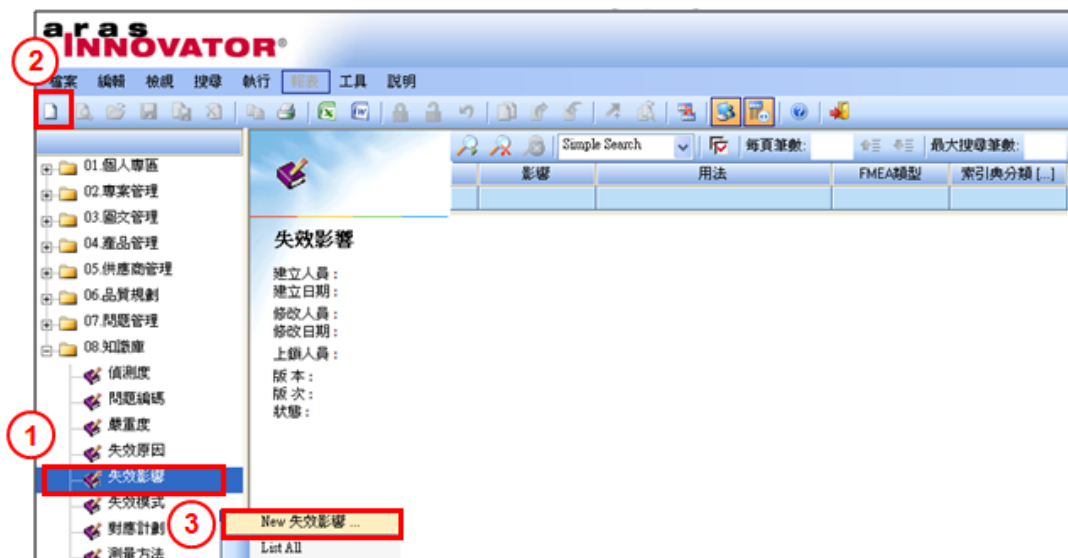 aras
INNOVATOR®
2
檔案 編輯 檢視 搜尋 執行 報表 工具 說明
Simple Search 每頁筆數: 最大搜尋筆數:
影響 用法 FMEA類型 索引典分類 [...]
01.個人專區
02.專案管理
03.圖文管理
04.產品管理
05.供應商管理
06.品質規劃
07.問題管理
08.知識庫
偵測度
問題編碼
嚴重度
失效原因
1
失效影響
失效模式
對應計劃
測量方法
失效影響
建立人員:
建立日期:
修改人員:
修改日期:
上鎖人員:
版本:
版次:
狀態:
3
New 失效影響 ...
List All